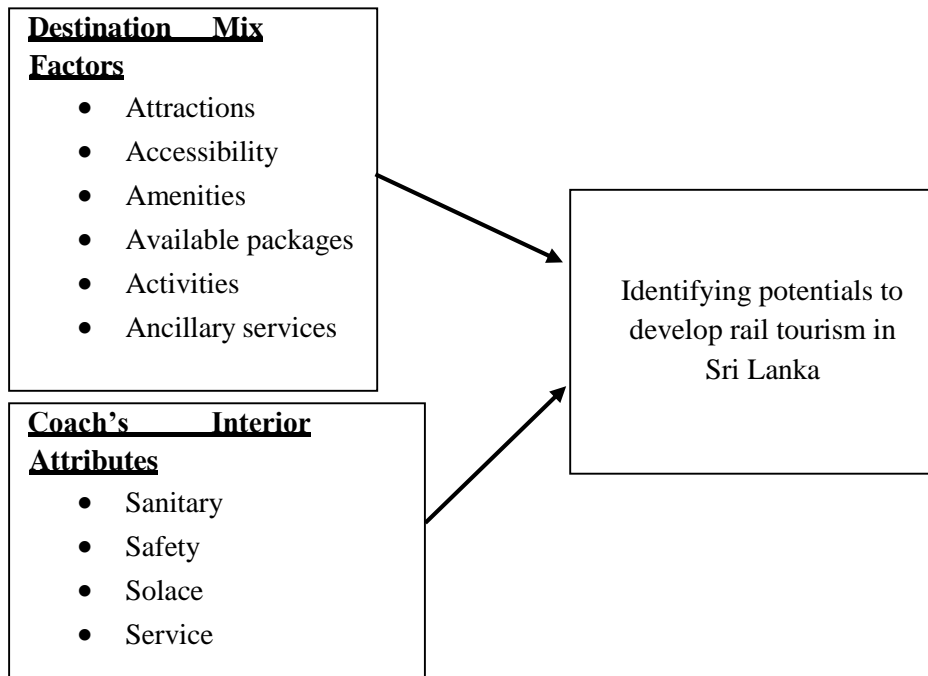 Destination Mix
Factors
● Attractions
● Accessibility
● Amenities
● Available packages
● Activities
● Ancillary services
Identifying potentials to
develop rail tourism in
Sri Lanka
Coach’s Interior
Attributes
● Sanitary
● Safety
● Solace
● Service